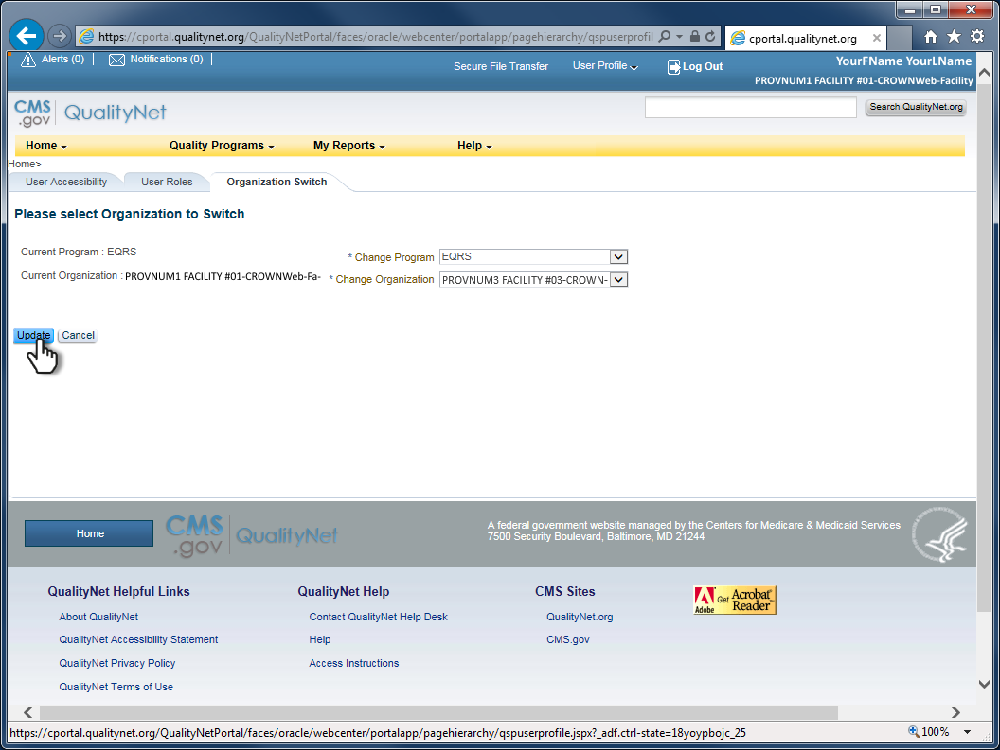 https://cportal.qualitynet.org/QualityNetPortal/faces/oracle/webcenter/portalapp/pagehierarchy/qspuserprofil
cportal.qualitynet.org
Alerts (0)
Notifications (0)
Secure File Transfer
User Profile
Log Out
YourFName YourLName
PROVNUM1 FACILITY #01-CROWNWeb-Facility
CMS
.gov
QualityNet
Search QualityNet.org
Home
Quality Programs
My Reports
Help
Home>
User Accessibility
User Roles
Organization Switch
Please select Organization to Switch
Current Program : EQRS
* Change Program
EQRS
Current Organization : PROVNUM1 FACILITY #01-CROWNWeb-Fa-
* Change Organization
PROVNUM3 FACILITY #03-CROWN-
Update
Cancel
Home
CMS
.gov
QualityNet
A federal government website managed by the Centers for Medicare & Medicaid Services
7500 Security Boulevard, Baltimore, MD 21244
QualityNet Helpful Links
About QualityNet
QualityNet Accessibility Statement
QualityNet Privacy Policy
QualityNet Terms of Use
QualityNet Help
Contact QualityNet Help Desk
Help
Access Instructions
CMS Sites
QualityNet.org
CMS.gov
Adobe
Get Acrobat
Reader
https://cportal.qualitynet.org/QualityNetPortal/faces/oracle/webcenter/portalapp/pagehierarchy/qspuserprofile.jspx?_adf.ctrl-state=18yoypbojc_25
100%